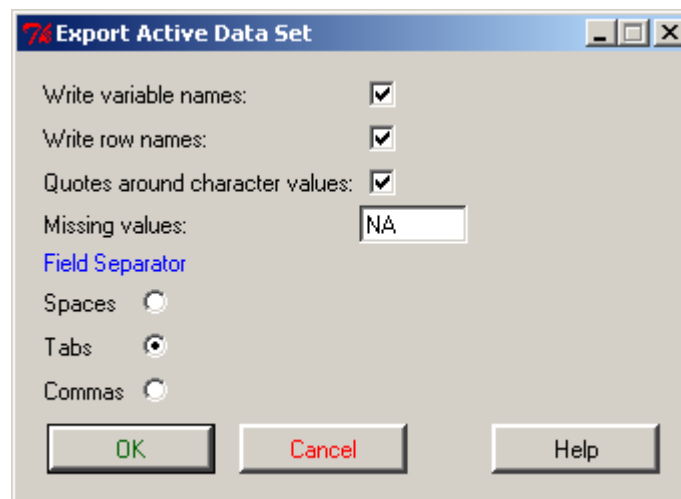 Export Active Data Set
Write variable names:
Write row names:
Quotes around character values:
Missing values: NA
Field Separator
Spaces
Tabs
Commas
OK Cancel Help